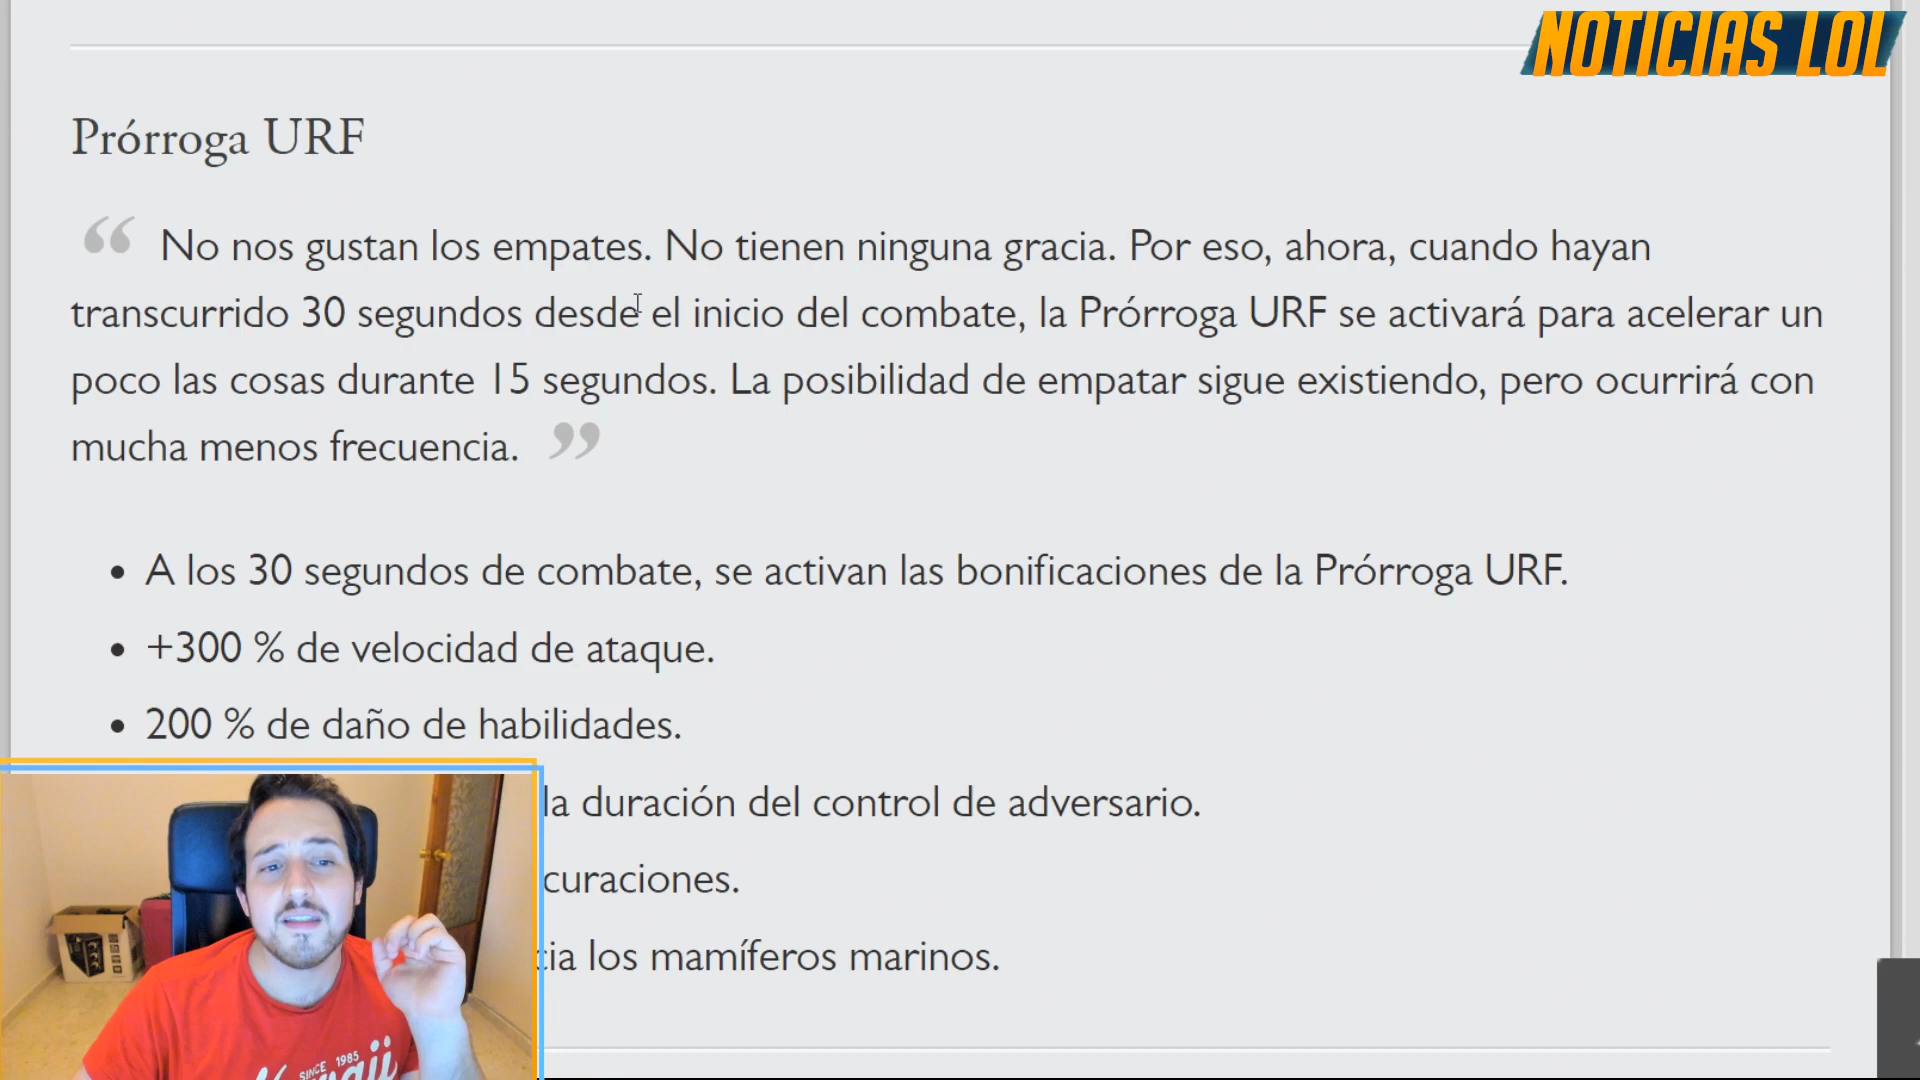 NOTICIAS LOL
Prórroga URF
“ No nos gustan los empates. No tienen ninguna gracia. Por eso, ahora, cuando hayan
transcurrido 30 segundos desde el inicio del combate, la Prórroga URF se activará para acelerar un
poco las cosas durante 15 segundos. La posibilidad de empatar sigue existiendo, pero ocurrirá con
mucha menos frecuencia. ”
• A los 30 segundos de combate, se activan las bonificaciones de la Prórroga URF.
• +300 % de velocidad de ataque.
• 200 % de daño de habilidades.
la duración del control de adversario.
curaciones.
los mamíferos marinos.
SINCE 1985